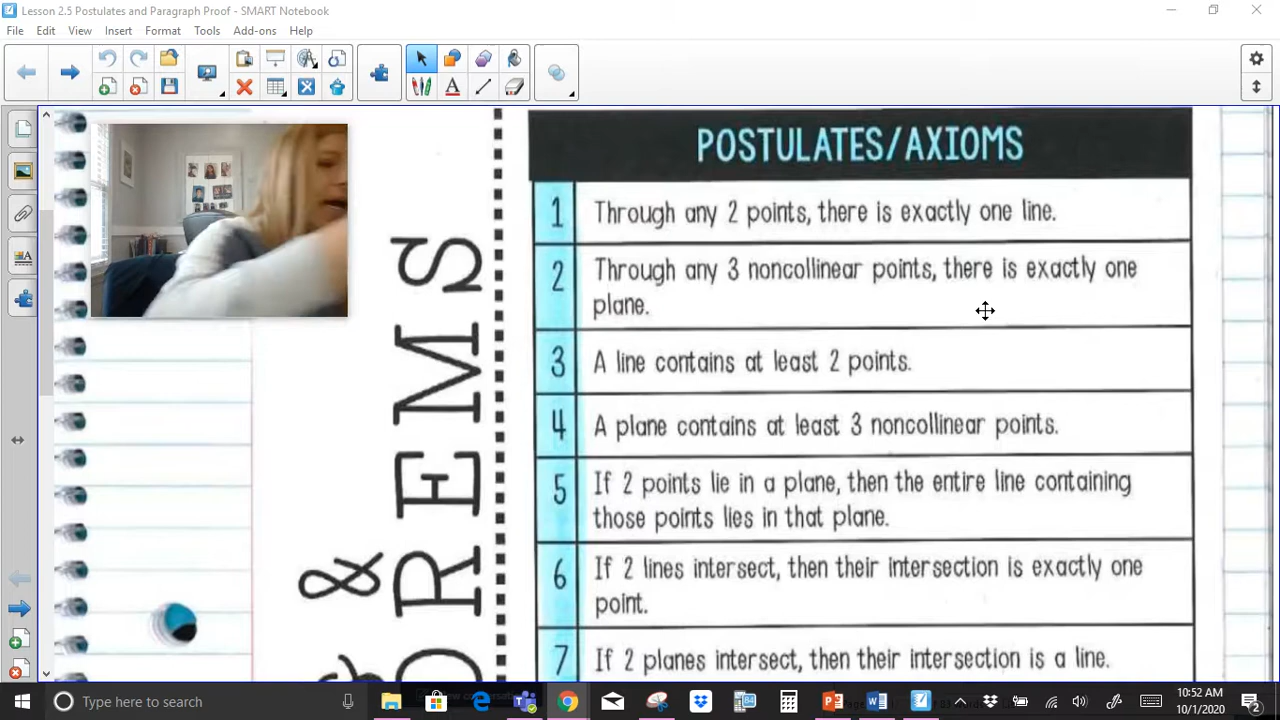 Lesson 2.5 Postulates and Paragraph Proof - SMART Notebook
File Edit View Insert Format Tools Add-ons Help
POSTULATES/AXIOMS
1 Through any 2 points, there is exactly one line.
2 Through any 3 noncollinear points, there is exactly one
plane.
3 A line contains at least 2 points.
4 A plane contains at least 3 noncollinear points.
5 If 2 points lie in a plane, then the entire line containing
those points lies in that plane.
6 If 2 lines intersect, then their intersection is exactly one
point.
7 If 2 planes intersect, then their intersection is a line.
&
OREMS
Type here to search
10:52 AM
10/1/2020
2